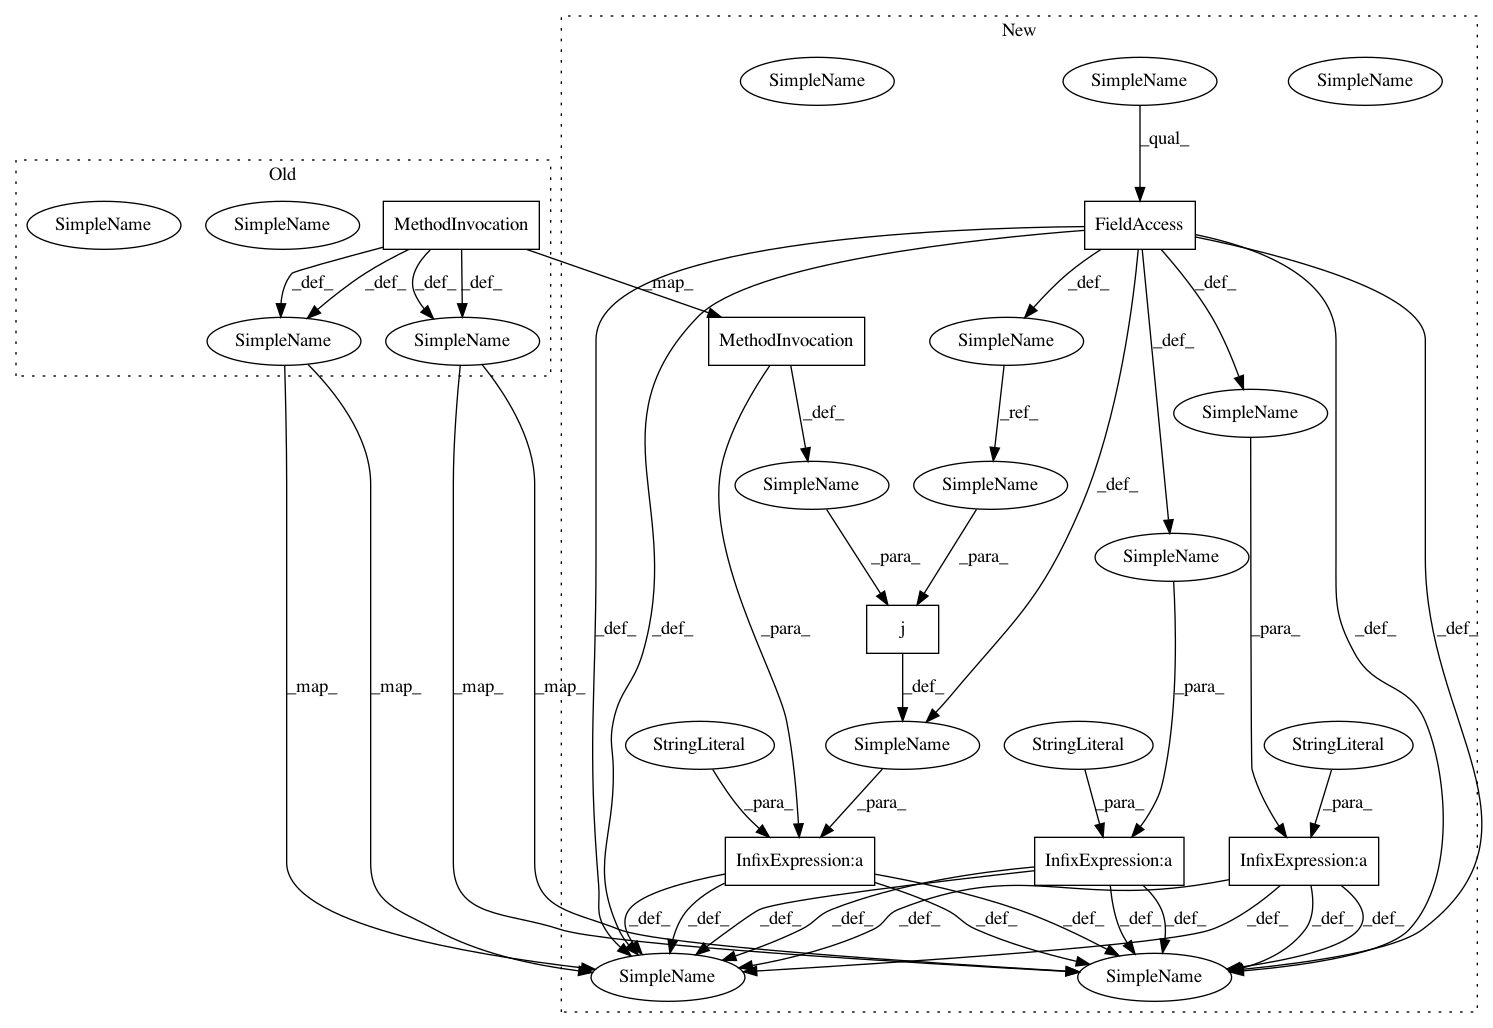 New
SimpleName
SimpleName
SimpleName
_qual_
Old
SimpleName
SimpleName
MethodInvocation
FieldAccess
_def_
_def_
_def_
_def_
_map_
_def_
_def_
SimpleName
SimpleName
MethodInvocation
SimpleName
_def_
_def_
_ref_
SimpleName
SimpleName
SimpleName
_def_
_para_
_para_
SimpleName
_def_
_def_
_para_
j
_para_
_def_
_def_
_map_
_map_
_map_
_map_
_def_
_para_
StringLiteral
SimpleName
StringLiteral
StringLiteral
_para_
_para_
_para_
_para_
InfixExpression:a
InfixExpression:a
InfixExpression:a
_def_
_def_
_def_
_def_
_def_
_def_
_def_
_def_
_def_
_def_
_def_
_def_
SimpleName
SimpleName